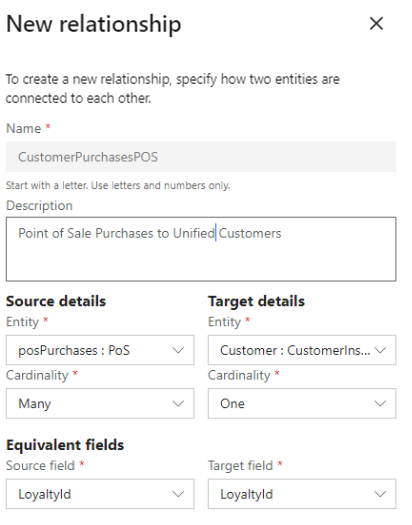 New relationship
To create a new relationship, specify how two entities are
connected to each other.
Name *
CustomerPurchasesPOS
Start with a letter. Use letters and numbers only.
Description
Point of Sale Purchases to Unified Customers
Source details Target details
Entity * Entity *
posPurchases : PoS Customer : CustomerIns...
Cardinality * Cardinality *
Many One
Equivalent fields
Source field * Target field *
LoyaltyId LoyaltyId